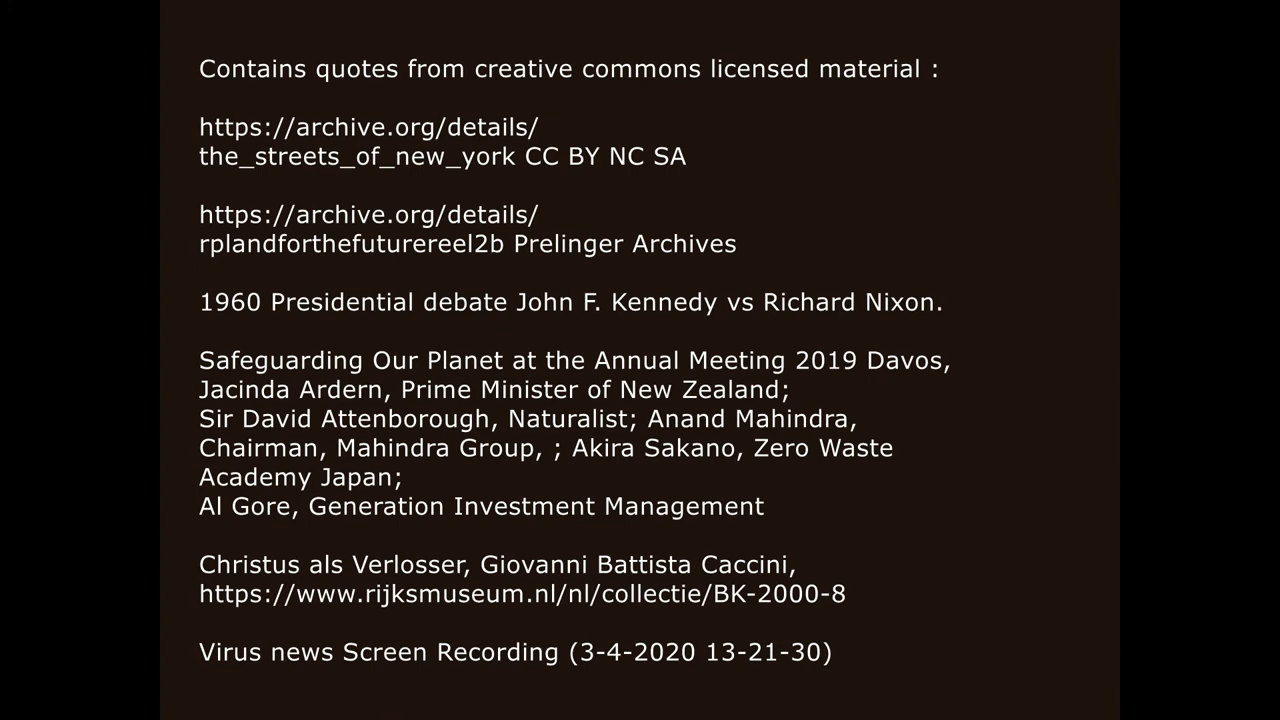 Contains quotes from creative commons licensed material :
https://archive.org/details/
the_streets_of_new_york CC BY NC SA
https://archive.org/details/
rplandforthefuturereel2b Prelinger Archives
1960 Presidential debate John F. Kennedy vs Richard Nixon.
Safeguarding Our Planet at the Annual Meeting 2019 Davos,
Jacinda Ardern, Prime Minister of New Zealand;
Sir David Attenborough, Naturalist; Anand Mahindra,
Chairman, Mahindra Group, ; Akira Sakano, Zero Waste
Academy Japan;
Al Gore, Generation Investment Management
Christus als Verlosser, Giovanni Battista Caccini,
https://www.rijksmuseum.nl/nl/collectie/BK-2000-8
Virus news Screen Recording (3-4-2020 13-21-30)